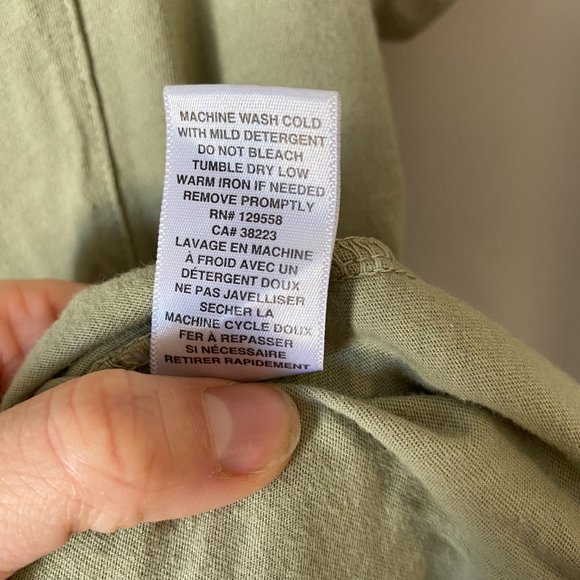 MACHINE WASH COLD
WITH MILD DETERGENT
DO NOT BLEACH
TUMBLE DRY LOW
WARM IRON IF NEEDED
REMOVE PROMPTLY
RN# 129558
CA# 38223
LAVAGE EN MACHINE
À FROID AVEC UN
DÉTERGENT DOUX
NE PAS JAVELLISER
SECHER LA
MACHINE CYCLE DOUX
FER À REPASSER
SI NÉCESSAIRE
RETIRER RAPIDEMENT